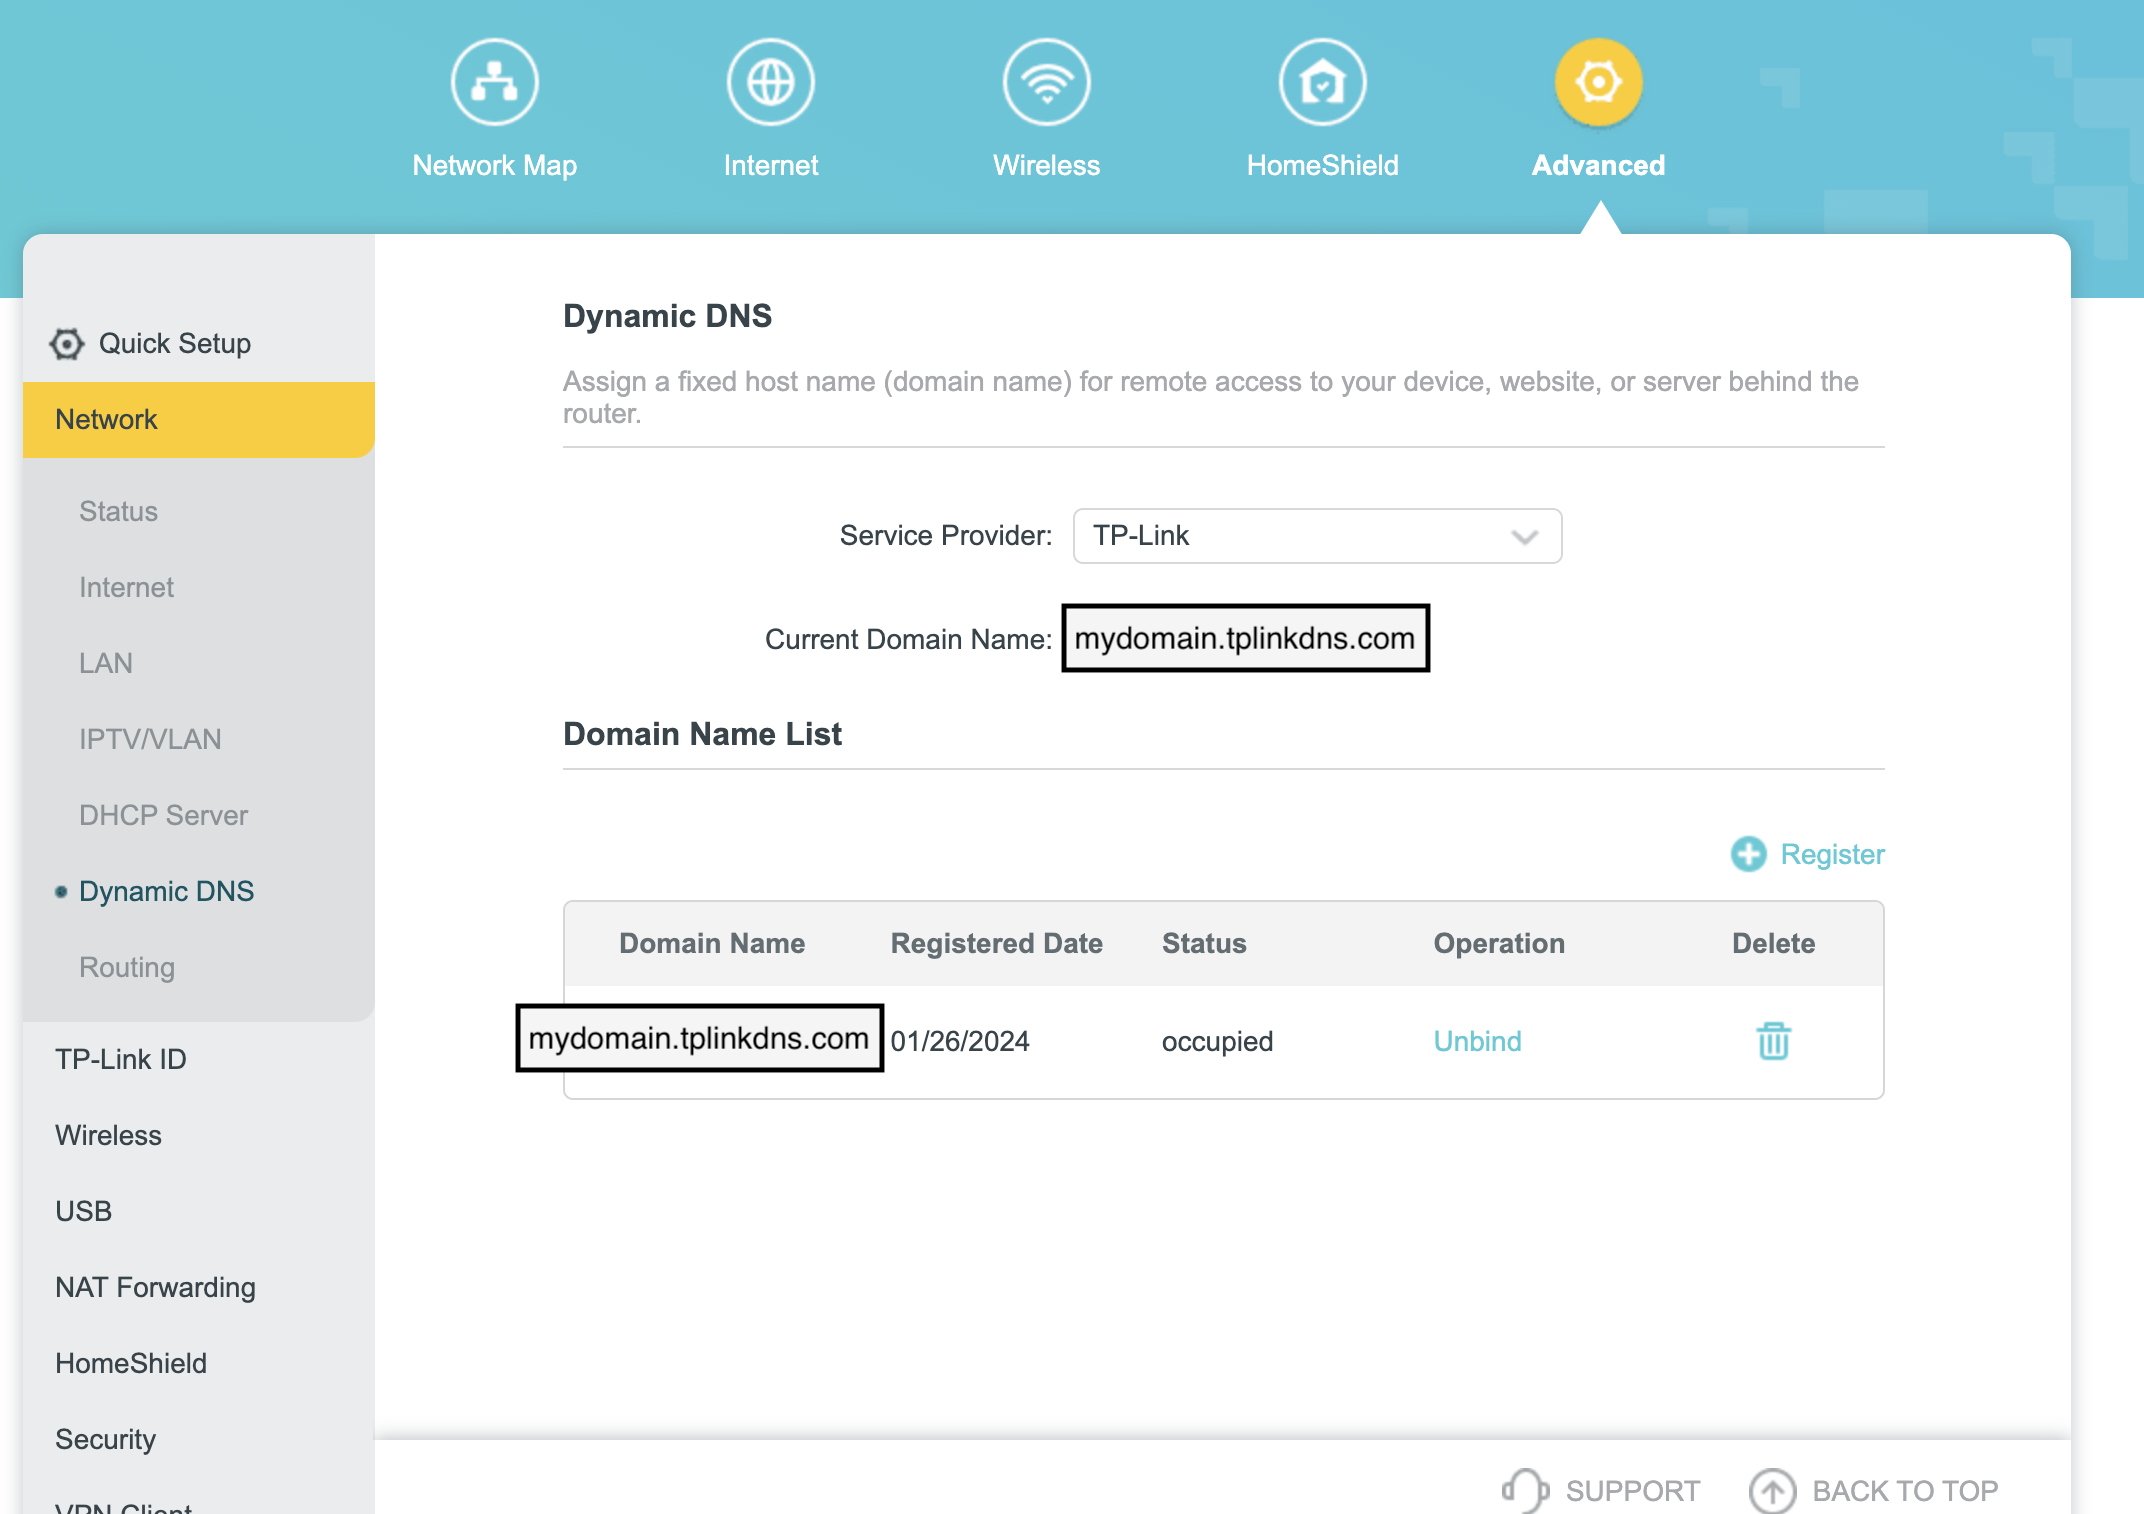 Network Map
Internet
Wireless
HomeShield
Advanced
Quick Setup
Network
Status
Internet
LAN
IPTV/VLAN
DHCP Server
Dynamic DNS
Routing
TP-Link ID
Wireless
USB
NAT Forwarding
HomeShield
Security
VPN Client
Dynamic DNS
Assign a fixed host name (domain name) for remote access to your device, website, or server behind the
router.
Service Provider: TP-Link
Current Domain Name: mydomain.tplinkdns.com
Domain Name List
Register
Domain Name Registered Date Status Operation Delete
mydomain.tplinkdns.com 01/26/2024 occupied Unbind
SUPPORT BACK TO TOP